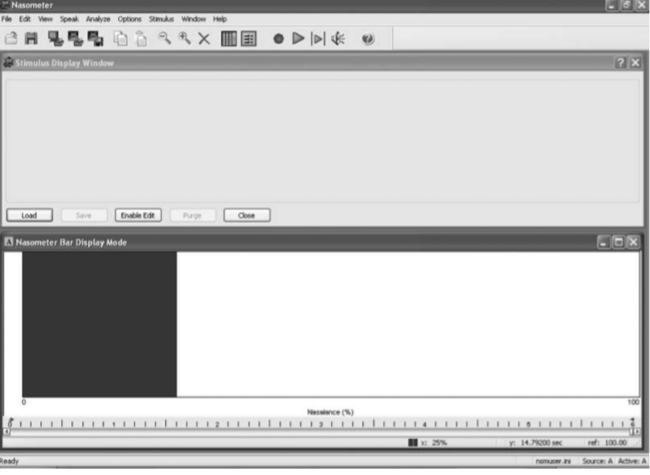 Nasometer
File Edit View Speak Analyze Options Stimulus Window Help
Stimulus Display Window
Load Save Enable Edit Purge Close
A Nasometer Bar Display Mode
0 100
Nasalance (%)
1 2 3 4 5
x: 25% y: 14.79200 sec ref: 100.00
Ready nomuser.ini Source: A Active: A